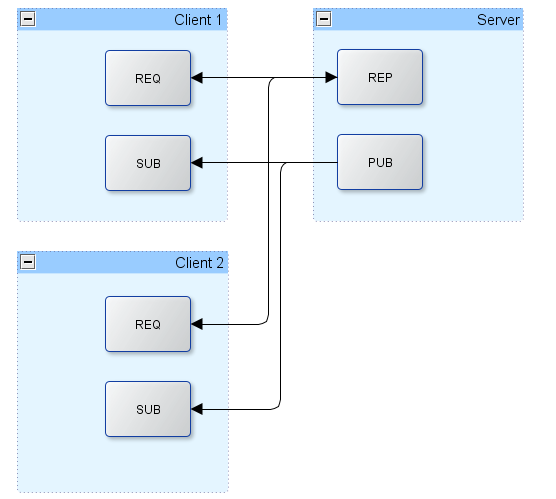 Client 1
REQ
SUB
Server
REP
PUB
Client 2
REQ
SUB